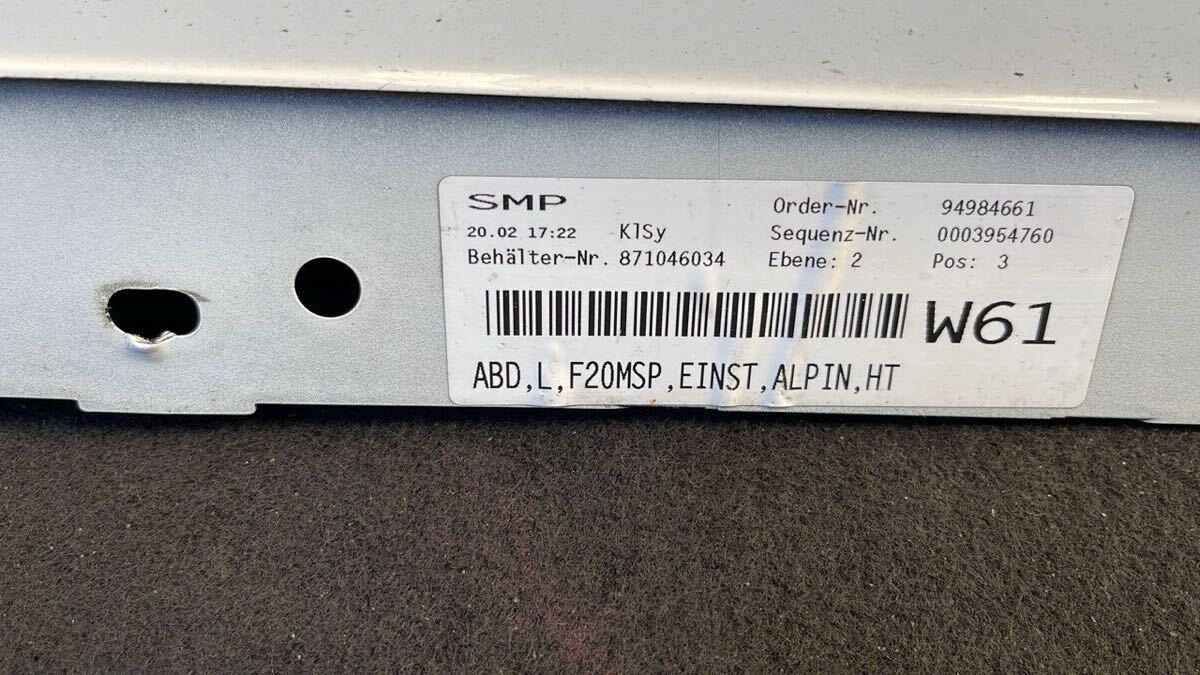 SMP Order-Nr. 94984661
20.02 17:22 KlSy Sequenz-Nr. 0003954760
Behälter-Nr. 871046034 Ebene: 2 Pos: 3
W61
ABD,L,F20MSP,EINST,ALPIN,HT